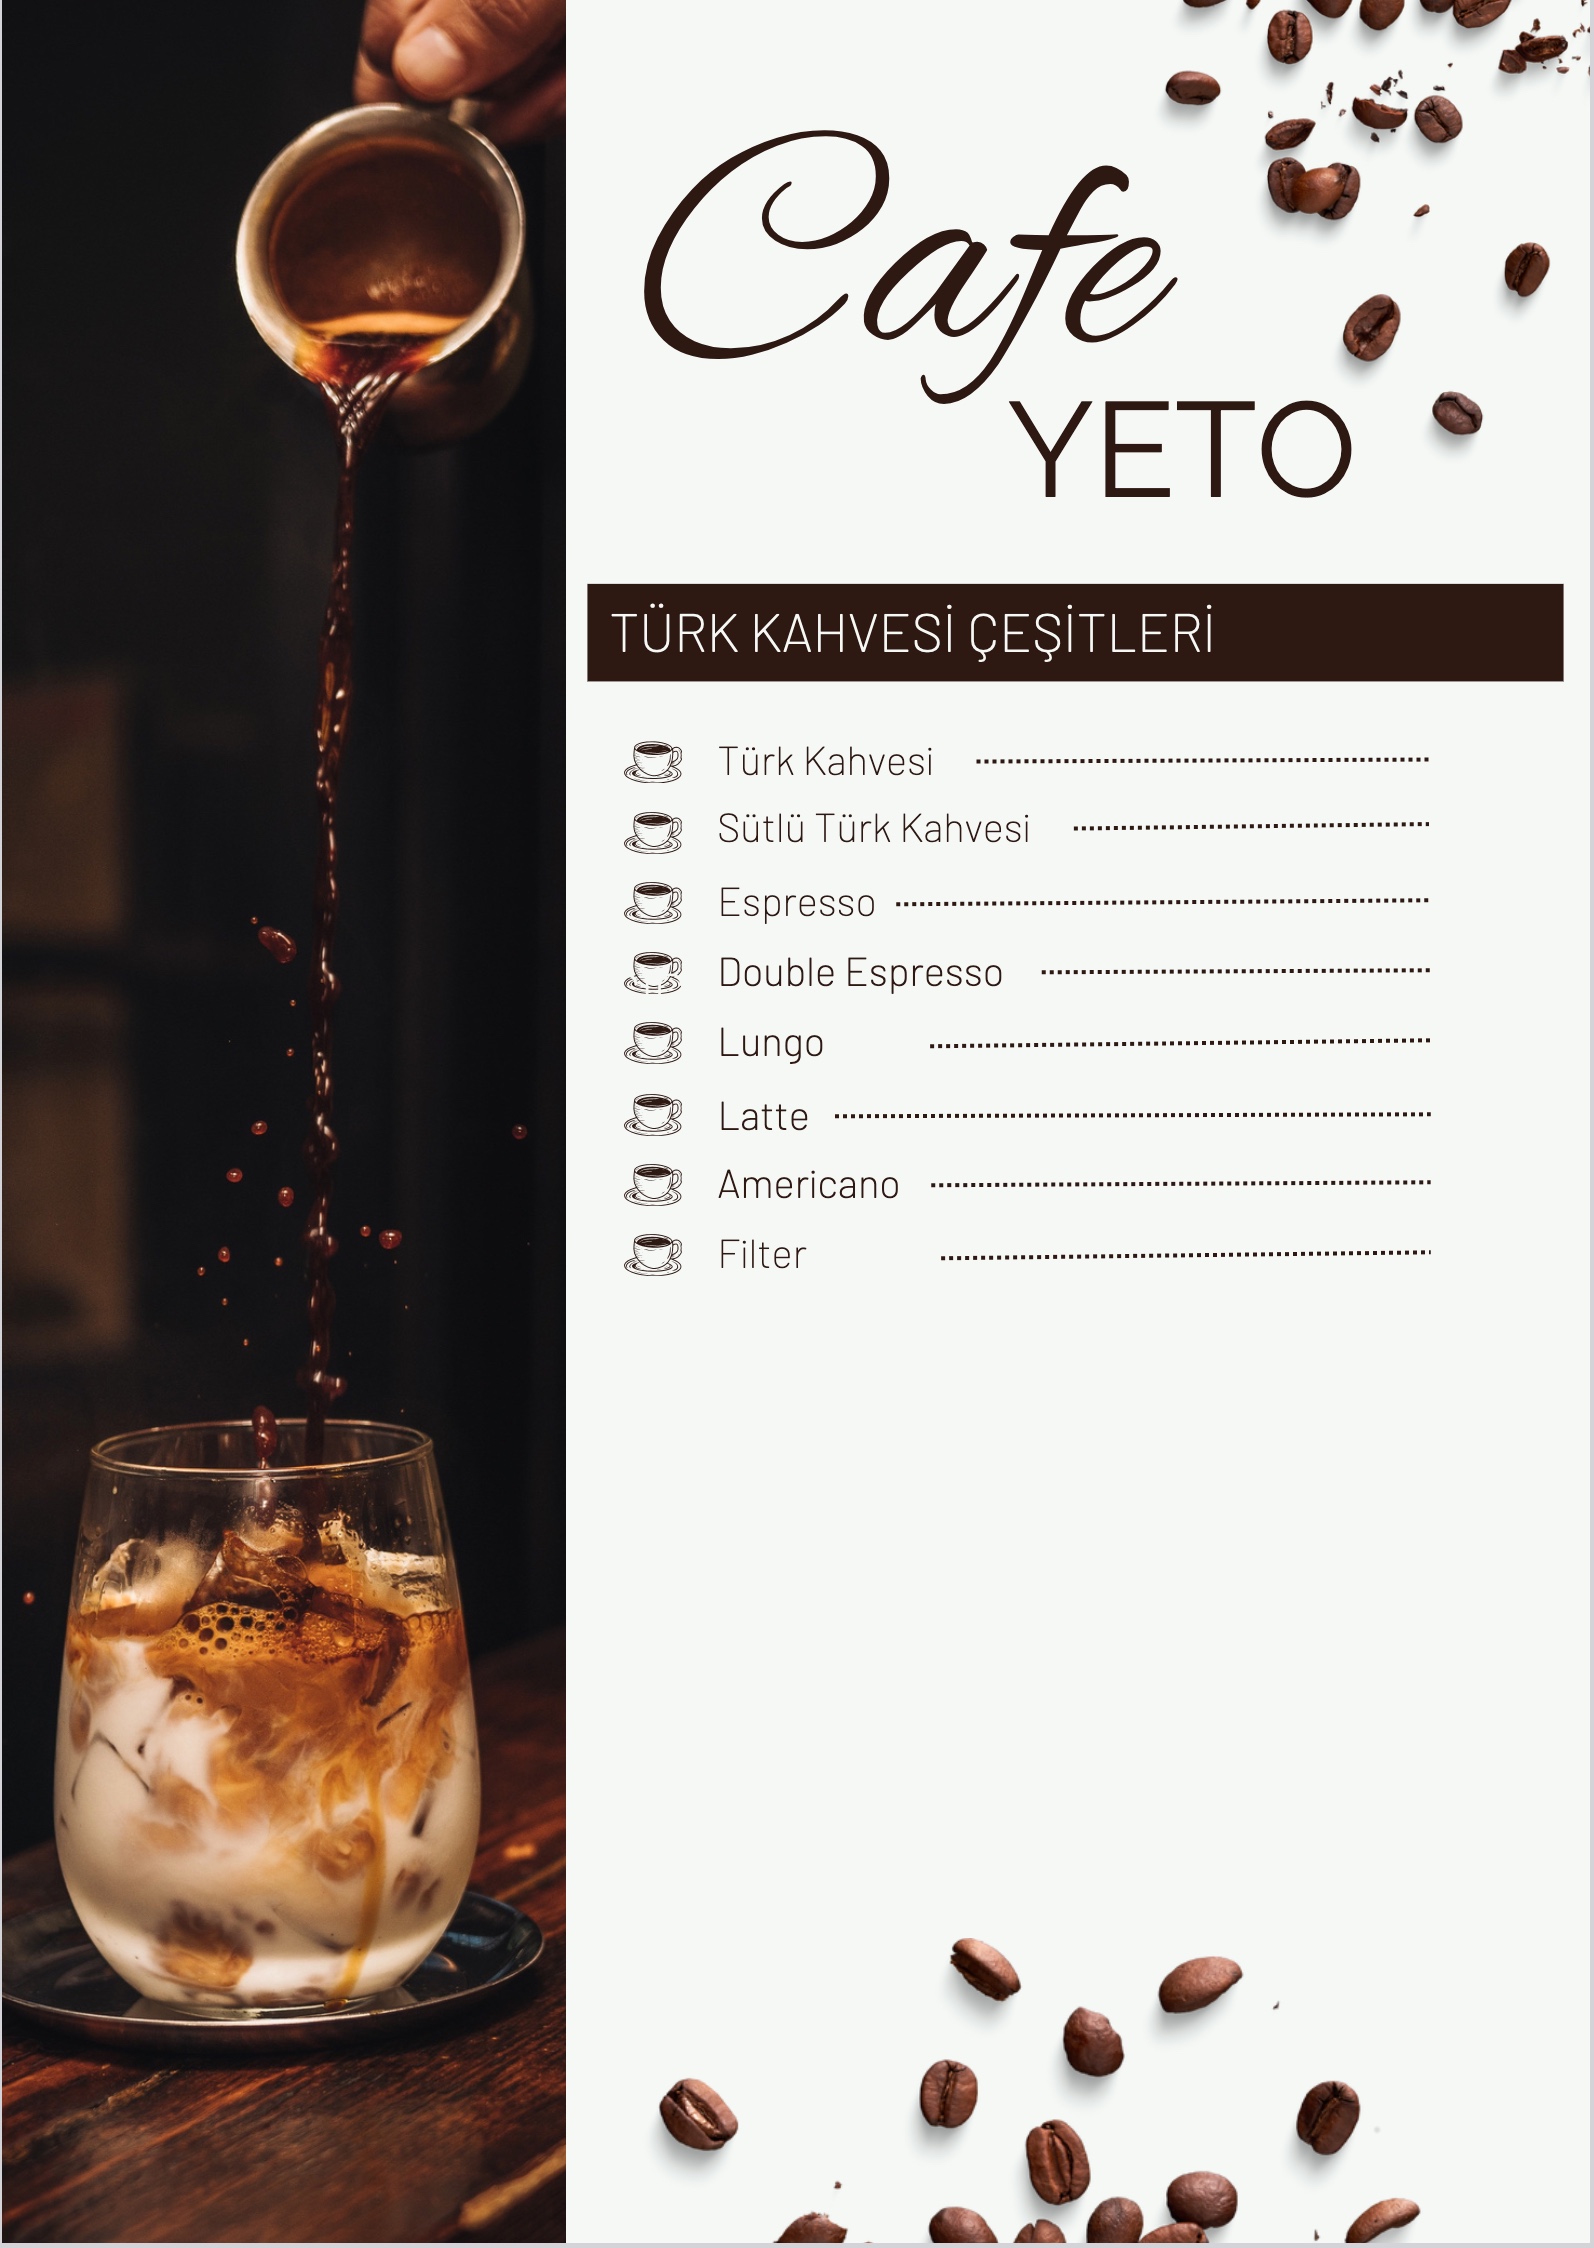 Cafe
YETO
TÜRK KAHVESİ ÇEŞİTLERİ
Türk Kahvesi
Sütlü Türk Kahvesi
Espresso
Double Espresso
Lungo
Latte
Americano
Filter